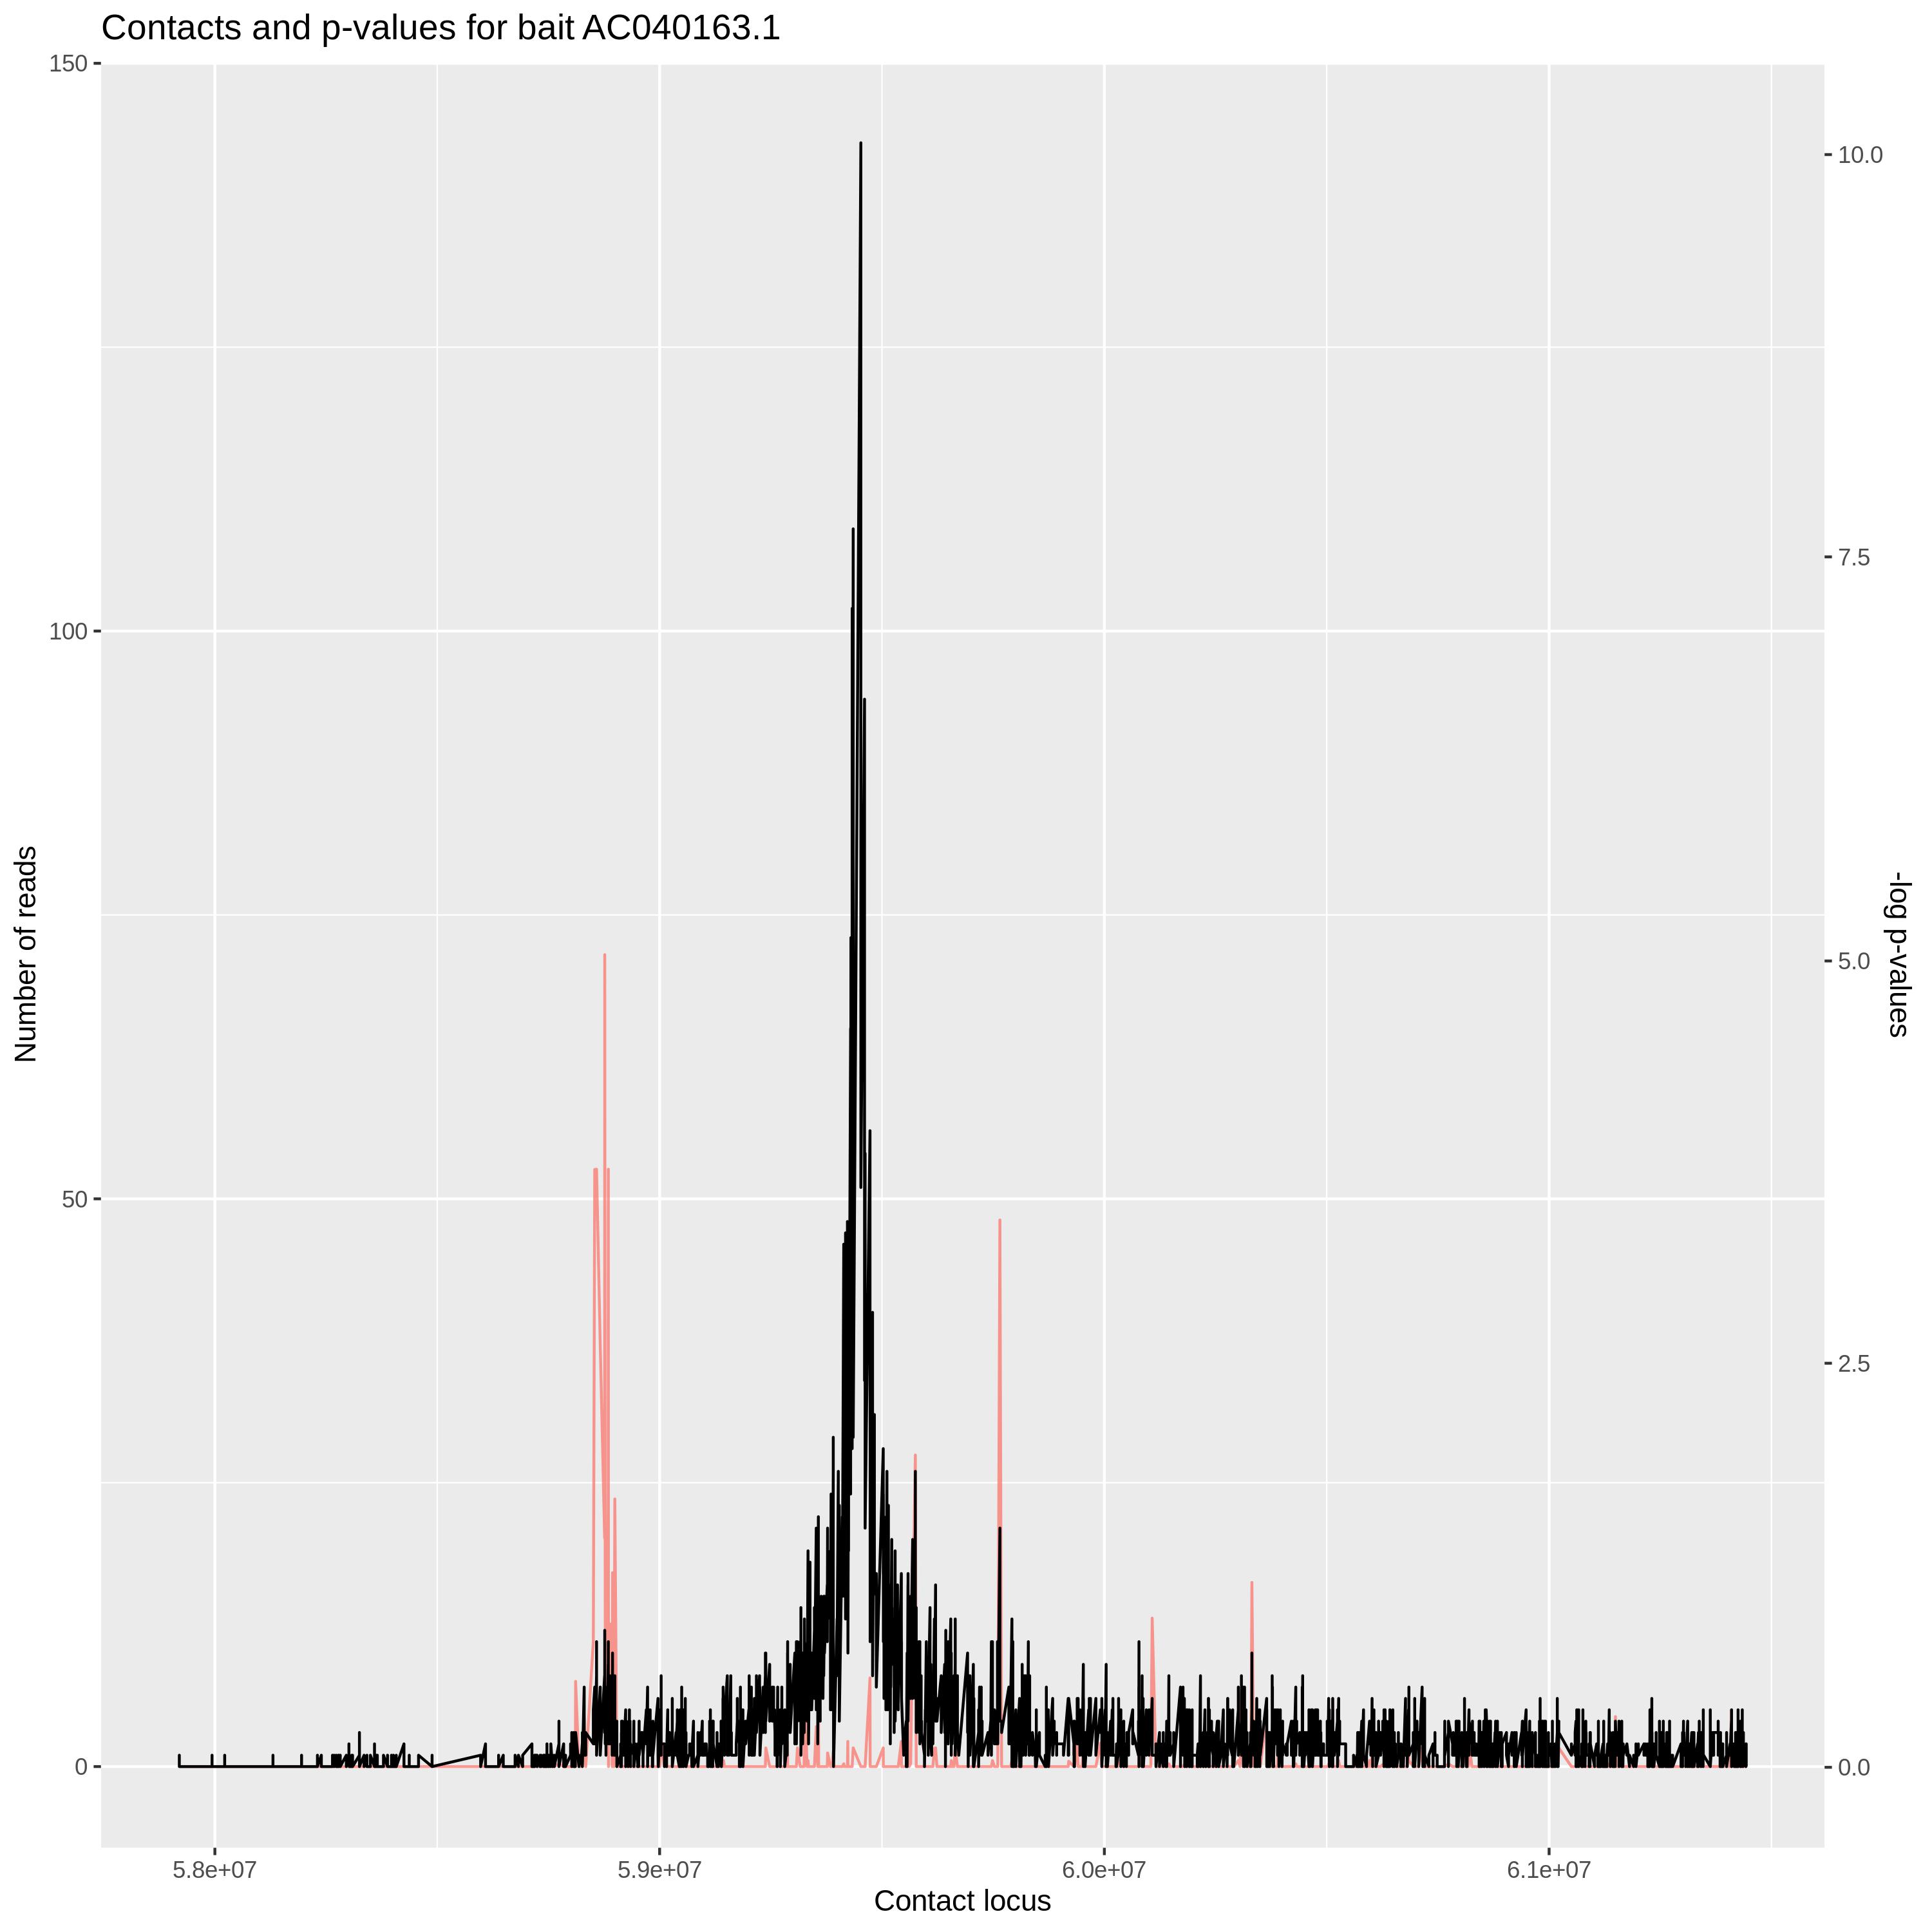 Contacts and p-values for bait AC040163.1
150
100
50
0
Number of reads
10.0
7.5
5.0
2.5
0.0
-log p-values
5.8e+07
5.9e+07
6.0e+07
6.1e+07
Contact locus